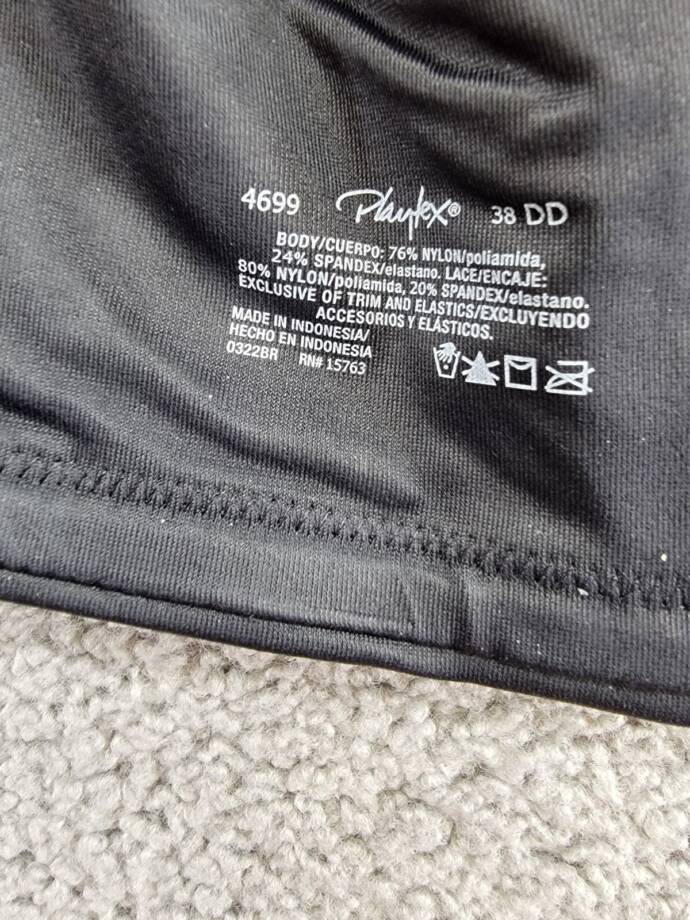 4699 Playtex® 38 DD
BODY/CUERPO: 76% NYLON/poliamida,
24% SPANDEX/elastano. LACE/ENCAJE:
80% NYLON/poliamida, 20% SPANDEX/elastano.
EXCLUSIVE OF TRIM AND ELASTICS/EXCLUYENDO
ACCESORIOS Y ELÁSTICOS.
MADE IN INDONESIA/
HECHO EN INDONESIA
0322BR RN# 15763